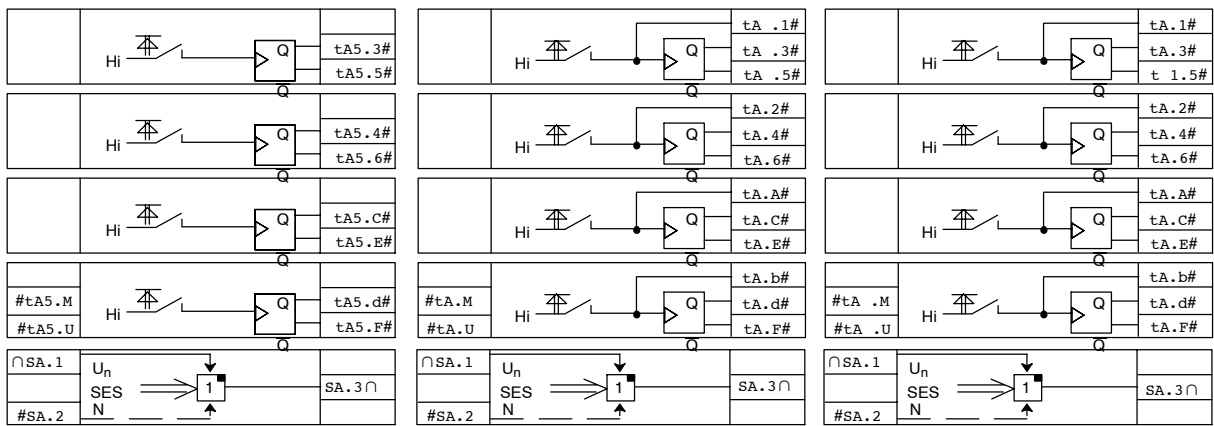 Hi Q tA5.3#
tA5.5#
Q
Hi Q tA5.4#
tA5.6#
Q
Hi Q tA5.C#
tA5.E#
Q
#tA5.M Hi Q tA5.d#
#tA5.U tA5.F#
Q
∩SA.1 Un
SES 1 SA.3∩
#SA.2 N
tA .1#
Hi Q tA .3#
tA .5#
Q
tA.2#
Hi Q tA.4#
tA.6#
Q
tA.A#
Hi Q tA.C#
tA.E#
Q
tA.b#
#tA.M Hi Q tA.d#
#tA.U tA.F#
Q
∩SA.1 Un
SES 1 SA.3∩
#SA.2 N
tA.1#
Hi Q tA.3#
t 1.5#
Q
tA.2#
Hi Q tA.4#
tA.6#
Q
tA.A#
Hi Q tA.C#
tA.E#
Q
tA.b#
#tA .M Hi Q tA.d#
#tA .U tA.F#
Q
∩SA.1 Un
SES 1 SA.3∩
#SA.2 N